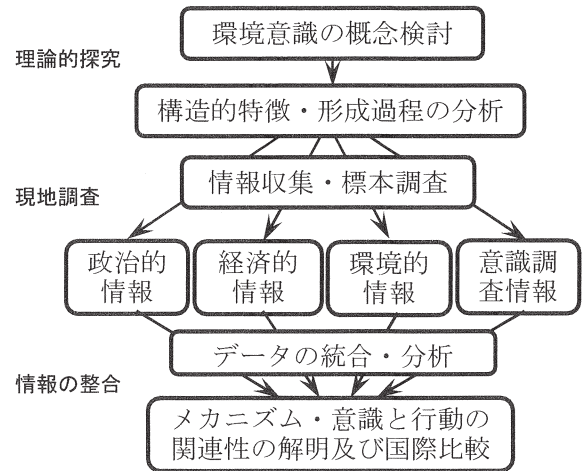 環境意識の概念検討
理論的探究
構造的特徴・形成過程の分析
情報収集・標本調査
現地調査
政治的
情報
経済的
情報
環境的
情報
意識調
査情報
データの統合・分析
情報の整合
メカニズム・意識と行動の
関連性の解明及び国際比較